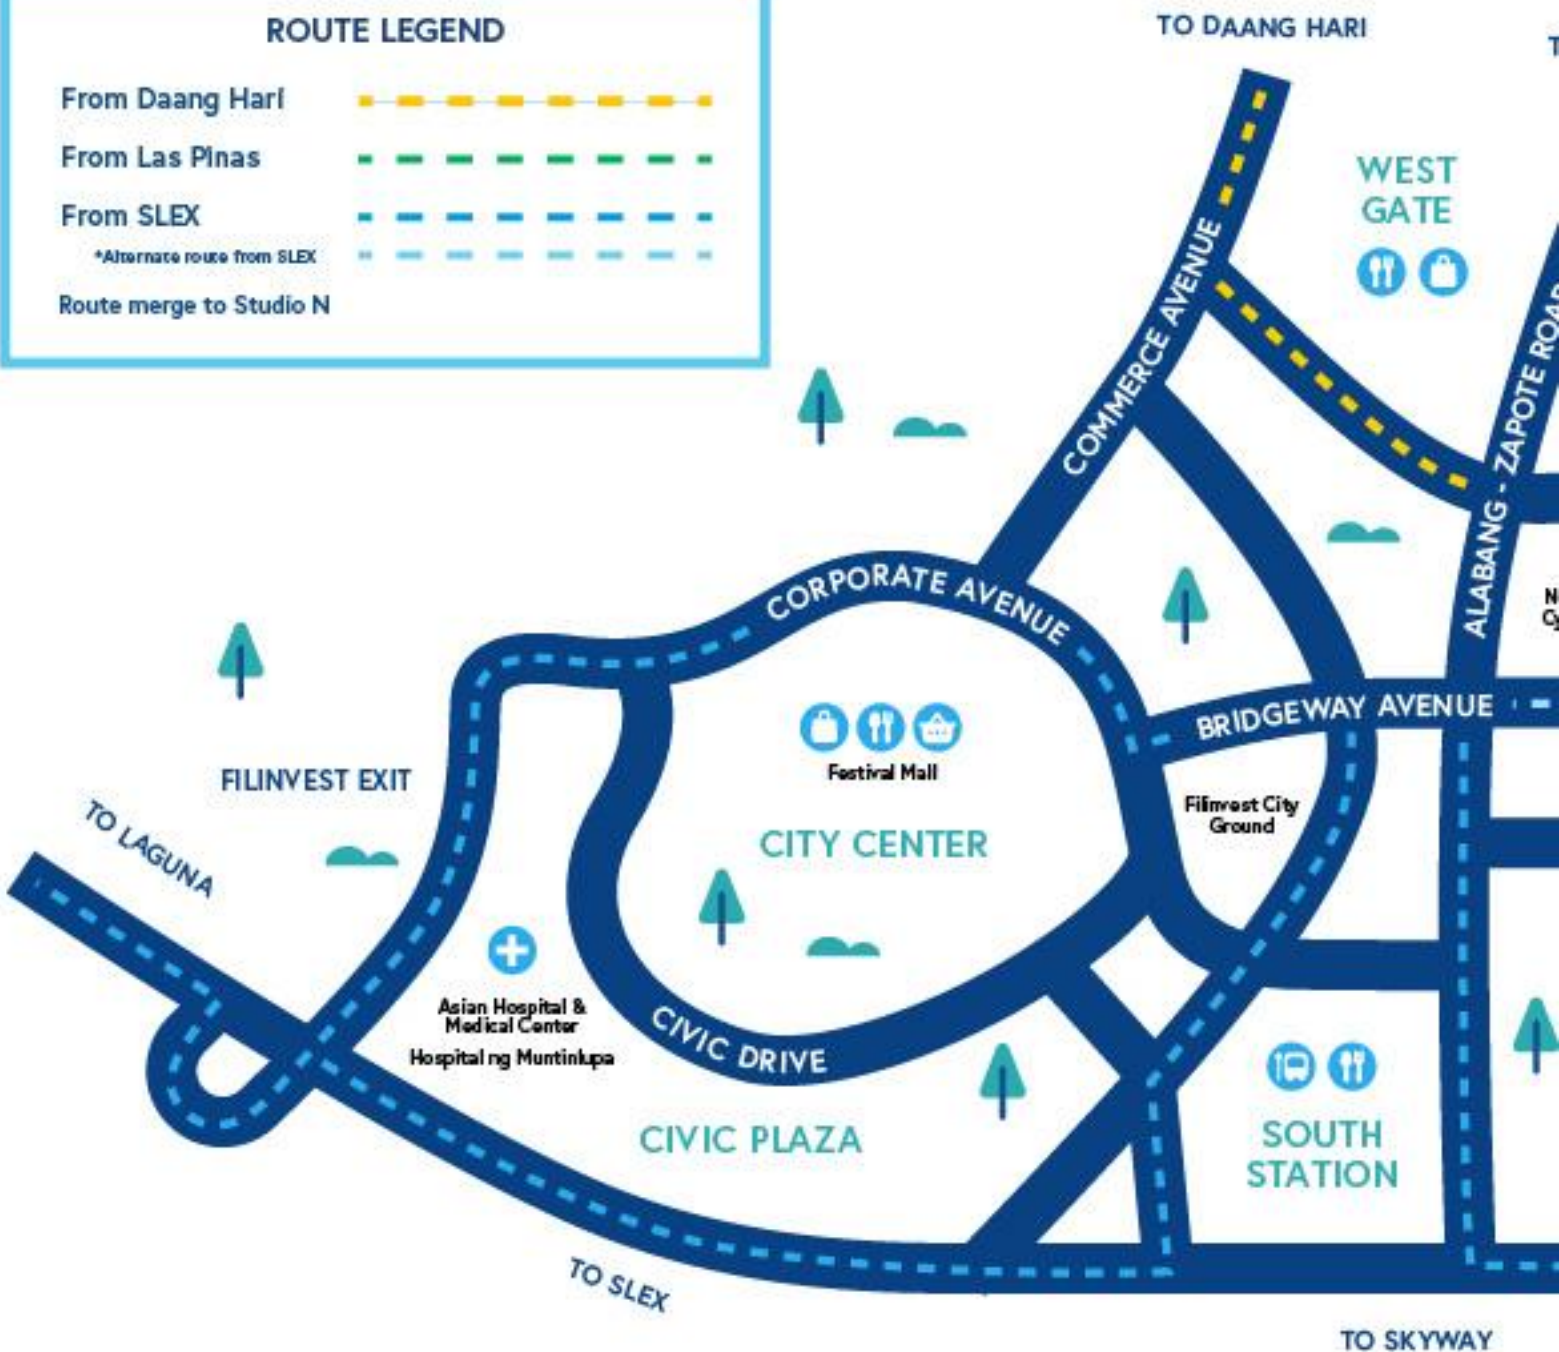 ROUTE LEGEND
From Daang Hari
From Las Pinas
From SLEX
*Alternate route from SLEX
Route merge to Studio N
TO DAANG HARI
WEST
GATE
COMMERCE AVENUE
ALABANG - ZAPOTE ROAD
CORPORATE AVENUE
BRIDGEWAY AVENUE
Festival Mall
CITY CENTER
Filinvest City
Ground
FILINVEST EXIT
TO LAGUNA
Asian Hospital &
Medical Center
Hospital ng Muntinlupa
CIVIC DRIVE
CIVIC PLAZA
SOUTH
STATION
TO SLEX
TO SKYWAY